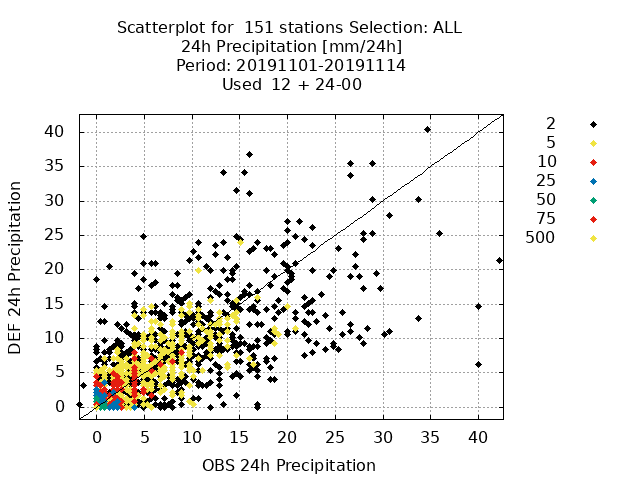 Scatterplot for  151 stations Selection: ALL
24h Precipitation [mm/24h]
Period: 20191101-20191114
Used  12 + 24-00
40
35
30
25
20
15
10
5
0
DEF 24h Precipitation
0 5 10 15 20 25 30 35 40
OBS 24h Precipitation
2
5
10
25
50
75
500